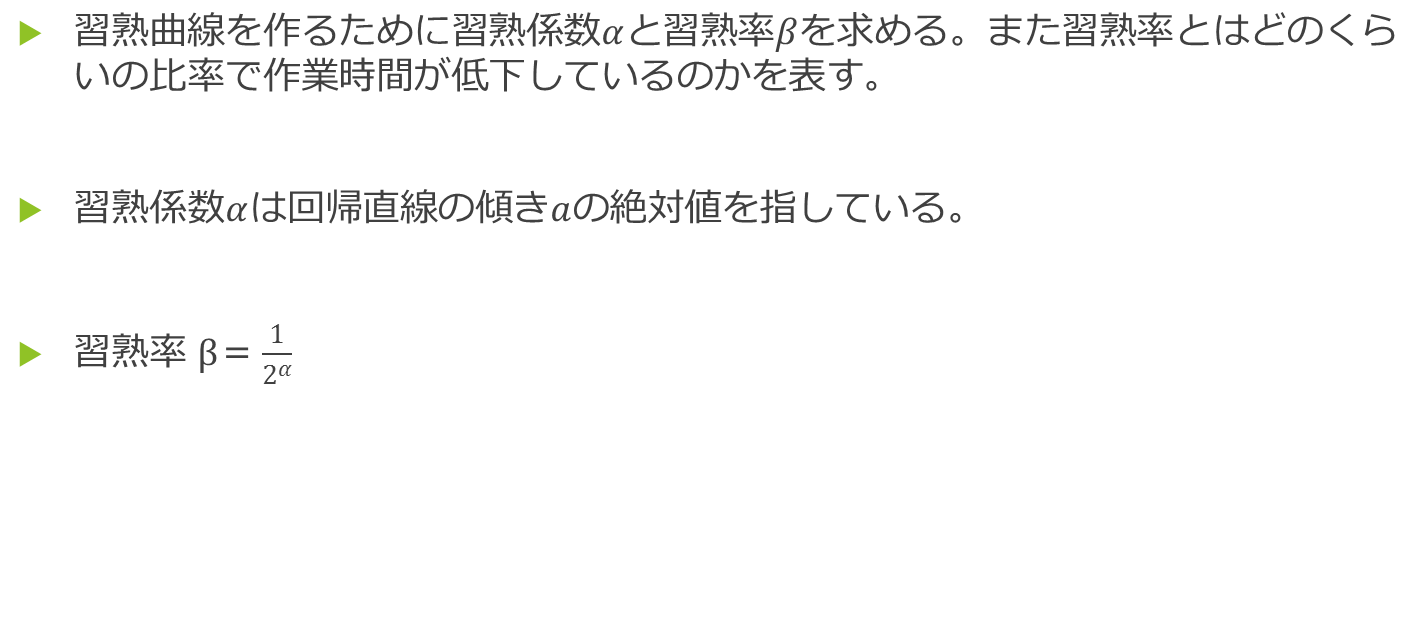 習熟曲線を作るために習熟係数𝛼と習熟率𝛽を求める。また習熟率とはどのくら
いの比率で作業時間が低下しているのかを表す。
習熟係数𝛼は回帰直線の傾き𝑎の絶対値を指している。
習熟率 β = 1/2^𝛼